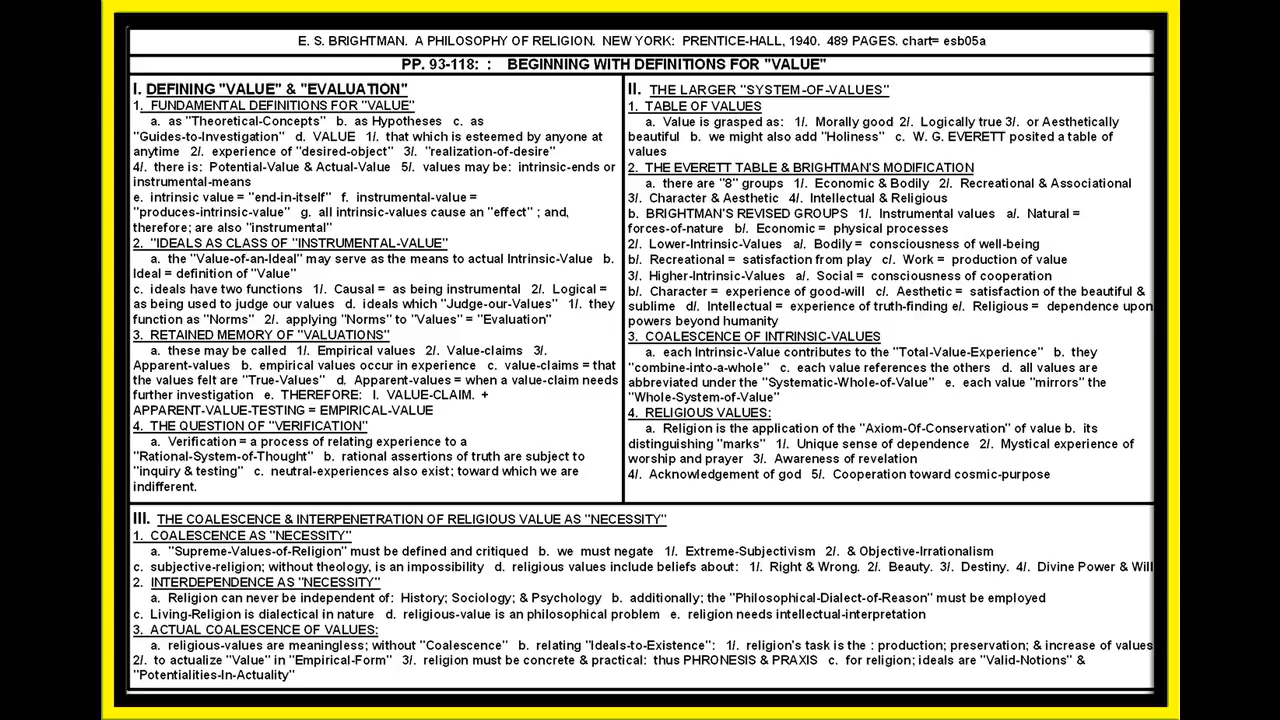 E. S. BRIGHTMAN. A PHILOSOPHY OF RELIGION. NEW YORK: PRENTICE-HALL, 1940. 489 PAGES. chart= esb05a
PP. 93-118: : BEGINNING WITH DEFINITIONS FOR "VALUE"
I. DEFINING "VALUE" & "EVALUATION"
1. FUNDAMENTAL DEFINITIONS FOR "VALUE"
a. as "Theoretical-Concepts" b. as Hypotheses c. as
"Guides-to-Investigation" d. VALUE 1/. that which is esteemed by anyone at
anytime 2/. experience of "desired-object" 3/. "realization-of-desire"
4/. there is: Potential-Value & Actual-Value 5/. values may be: intrinsic-ends or
instrumental-means
e. intrinsic value = "end-in-itself" f. instrumental-value =
"produces-intrinsic-value" g. all intrinsic-values cause an "effect" ; and,
therefore; are also "instrumental"
2. "IDEALS AS CLASS OF "INSTRUMENTAL-VALUE"
a. the "Value-of-an-Ideal" may serve as the means to actual Intrinsic-Value b.
Ideal = definition of "Value"
c. ideals have two functions 1/. Causal = as being instrumental 2/. Logical =
as being used to judge our values d. ideals which "Judge-our-Values" 1/. they
function as "Norms" 2/. applying "Norms" to "Values" = "Evaluation"
3. RETAINED MEMORY OF "VALUATIONS"
a. these may be called 1/. Empirical values 2/. Value-claims 3/.
Apparent-values b. empirical values occur in experience c. value-claims = that
the values felt are "True-Values" d. Apparent-values = when a value-claim needs
further investigation e. THEREFORE: I. VALUE-CLAIM. +
APPARENT-VALUE-TESTING = EMPIRICAL-VALUE
4. THE QUESTION OF "VERIFICATION"
a. Verification = a process of relating experience to a
"Rational-System-of-Thought" b. rational assertions of truth are subject to
"inquiry & testing" c. neutral-experiences also exist; toward which we are
indifferent.
II. THE LARGER "SYSTEM-OF-VALUES"
1. TABLE OF VALUES
a. Value is grasped as: 1/. Morally good 2/. Logically true 3/. or Aesthetically
beautiful b. we might also add "Holiness" c. W. G. EVERETT posited a table of
values
2. THE EVERETT TABLE & BRIGHTMAN'S MODIFICATION
a. there are "8" groups 1/. Economic & Bodily 2/. Recreational & Associational
3/. Character & Aesthetic 4/. Intellectual & Religious
b. BRIGHTMAN'S REVISED GROUPS 1/. Instrumental values a/. Natural =
forces-of-nature b/. Economic = physical processes
2/. Lower-Intrinsic-Values a/. Bodily = consciousness of well-being
b/. Recreational = satisfaction from play c/. Work = production of value
3/. Higher-Intrinsic-Values a/. Social = consciousness of cooperation
b/. Character = experience of good-will c/. Aesthetic = satisfaction of the beautiful &
sublime d/. Intellectual = experience of truth-finding e/. Religious = dependence upon
powers beyond humanity
3. COALESCENCE OF INTRINSIC-VALUES
a. each Intrinsic-Value contributes to the "Total-Value-Experience" b. they
"combine-into-a-whole" c. each value references the others d. all values are
abbreviated under the "Systematic-Whole-of-Value" e. each value "mirrors" the
"Whole-System-of-Value"
4. RELIGIOUS VALUES:
a. Religion is the application of the "Axiom-Of-Conservation" of value b. its
distinguishing "marks" 1/. Unique sense of dependence 2/. Mystical experience of
worship and prayer 3/. Awareness of revelation
4/. Acknowledgement of god 5/. Cooperation toward cosmic-purpose
III. THE COALESCENCE & INTERPENETRATION OF RELIGIOUS VALUE AS "NECESSITY"
1. COALESCENCE AS "NECESSITY"
a. "Supreme-Values-of-Religion" must be defined and critiqued b. we must negate 1/. Extreme-Subjectivism 2/. & Objective-Irrationalism
c. subjective-religion; without theology, is an impossibility d. religious values include beliefs about: 1/. Right & Wrong. 2/. Beauty. 3/. Destiny. 4/. Divine Power & Will
2. INTERDEPENDENCE AS "NECESSITY"
a. Religion can never be independent of: History; Sociology; & Psychology b. additionally; the "Philosophical-Dialect-of-Reason" must be employed
c. Living-Religion is dialectical in nature d. religious-value is an philosophical problem e. religion needs intellectual-interpretation
3. ACTUAL COALESCENCE OF VALUES:
a. religious-values are meaningless; without "Coalescence" b. relating "Ideals-to-Existence": 1/. religion's task is the : production; preservation; & increase of values
2/. to actualize "Value" in "Empirical-Form" 3/. religion must be concrete & practical: thus PHRONESIS & PRAXIS c. for religion; ideals are "Valid-Notions" &
"Potentialities-In-Actuality"